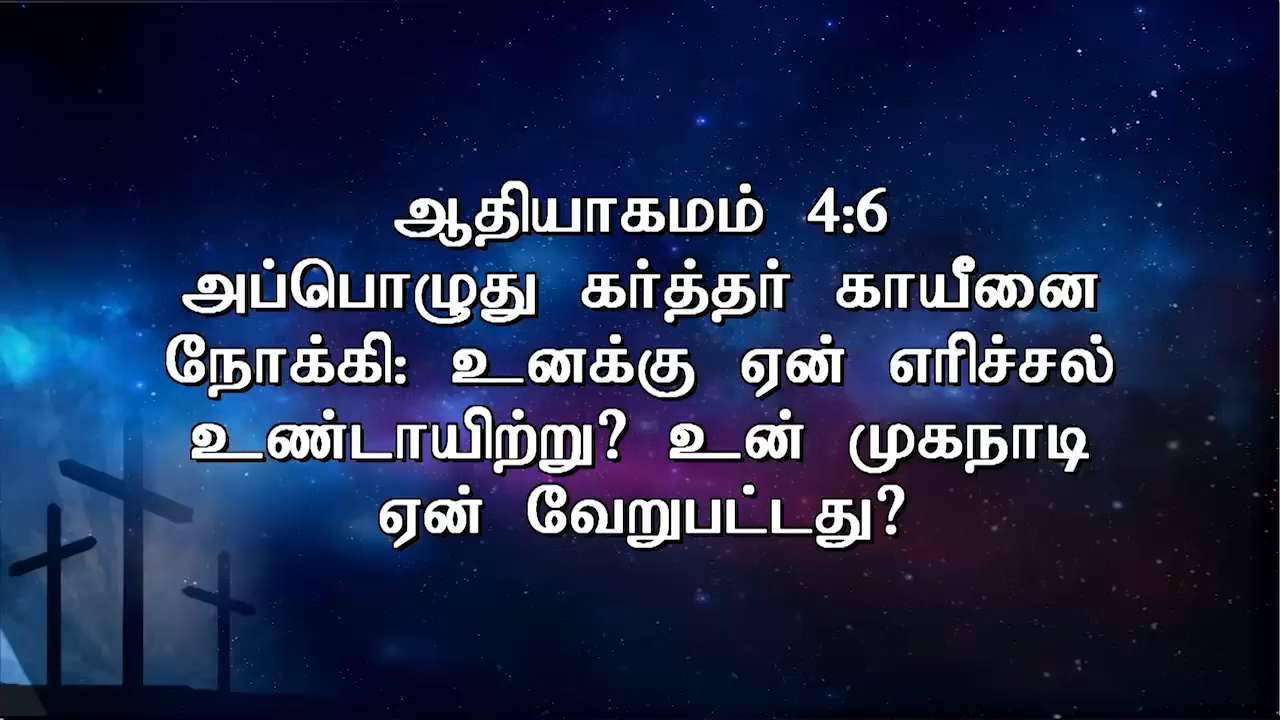 ஆதியாகமம் 4:6
அப்பொழுது கர்த்தர் காயீனை
நோக்கி: உனக்கு ஏன் எரிச்சல்
உண்டாயிற்று? உன் முகநாடி
ஏன் வேறுபட்டது?